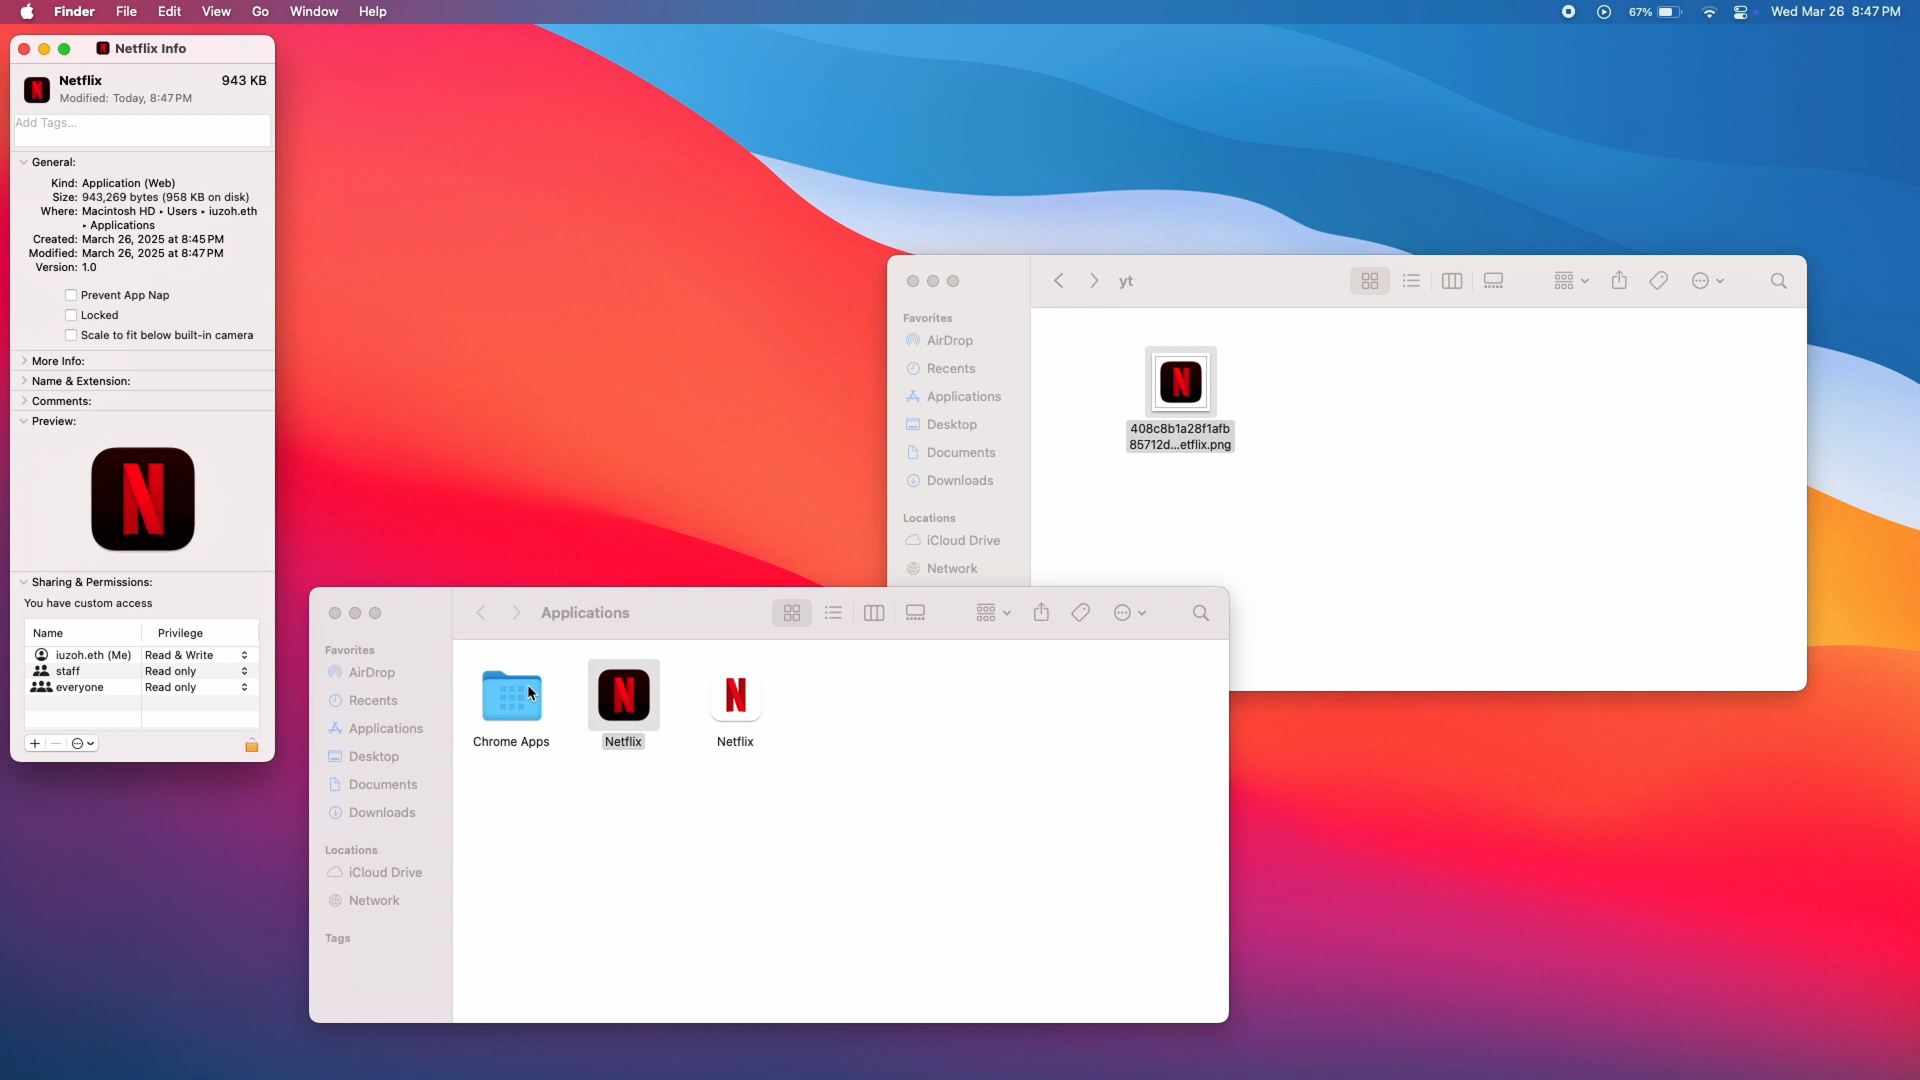 Finder File Edit View Go Window Help
67% Wed Mar 26 8:47 PM
Netflix Info
Netflix 943 KB
Modified: Today, 8:47 PM
Add Tags...
General:
Kind: Application (Web)
Size: 943,269 bytes (958 KB on disk)
Where: Macintosh HD ▸ Users ▸ iuzoh.eth
▸ Applications
Created: March 26, 2025 at 8:45 PM
Modified: March 26, 2025 at 8:47 PM
Version: 1.0
Prevent App Nap
Locked
Scale to fit below built-in camera
More Info:
Name & Extension:
Comments:
Preview:
N
Sharing & Permissions:
You have custom access
Name Privilege
iuzoh.eth (Me) Read & Write
staff Read only
everyone Read only
yt
Favorites
AirDrop
Recents
Applications
Desktop
Documents
Downloads
Locations
iCloud Drive
Network
N
408c8b1a28f1afb
85712d...etflix.png
Applications
Favorites
AirDrop
Recents
Applications
Desktop
Documents
Downloads
Locations
iCloud Drive
Network
Tags
N N
Chrome Apps Netflix Netflix